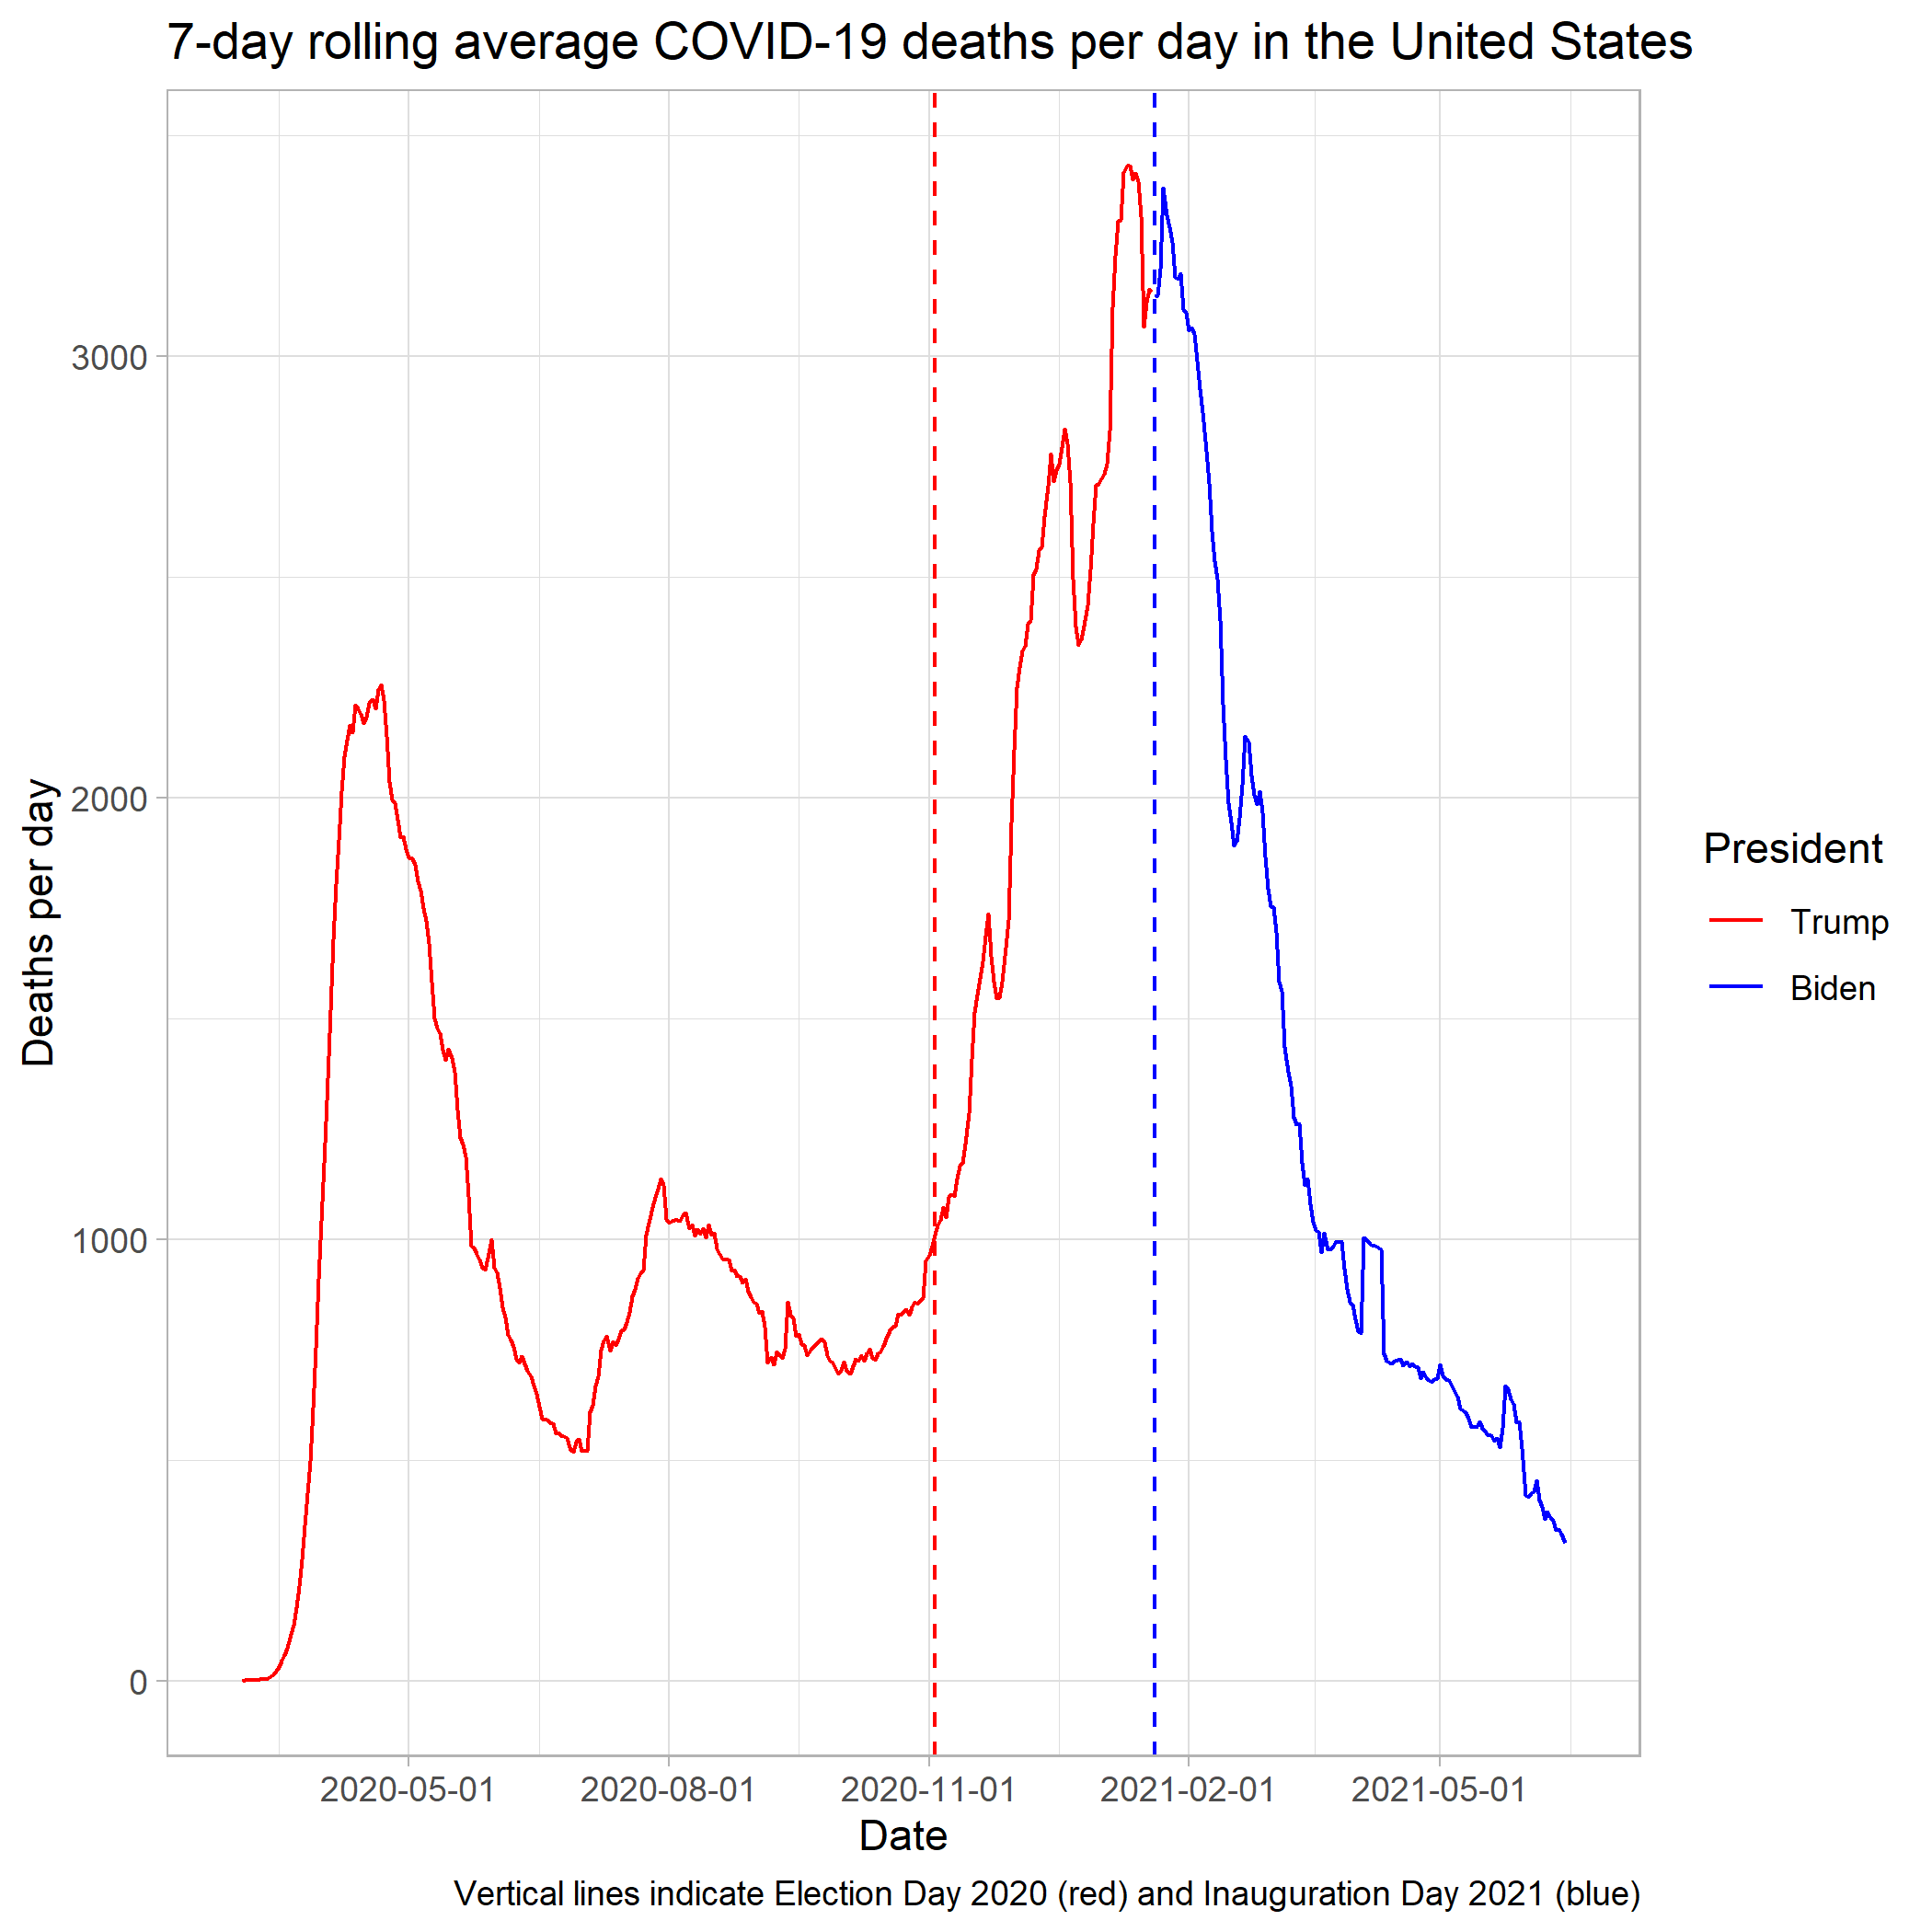 7-day rolling average COVID-19 deaths per day in the United States
Deaths per day
3000
2000
1000
0
2020-05-01
2020-08-01
2020-11-01
2021-02-01
2021-05-01
Date
President
Trump
Biden
Vertical lines indicate Election Day 2020 (red) and Inauguration Day 2021 (blue)